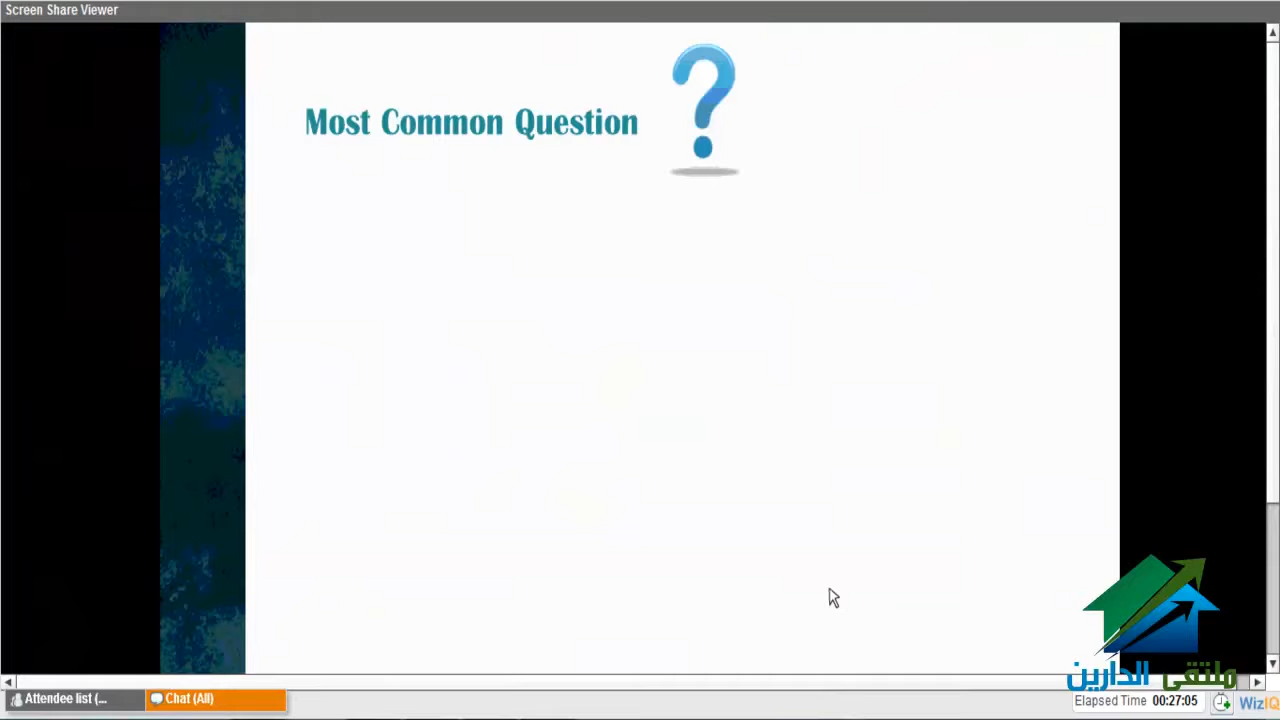 Screen Share Viewer
Most Common Question
?
ملتقى الدارين
Attendee list (...
Chat (All)
Elapsed Time 00:27:05
WizIQ